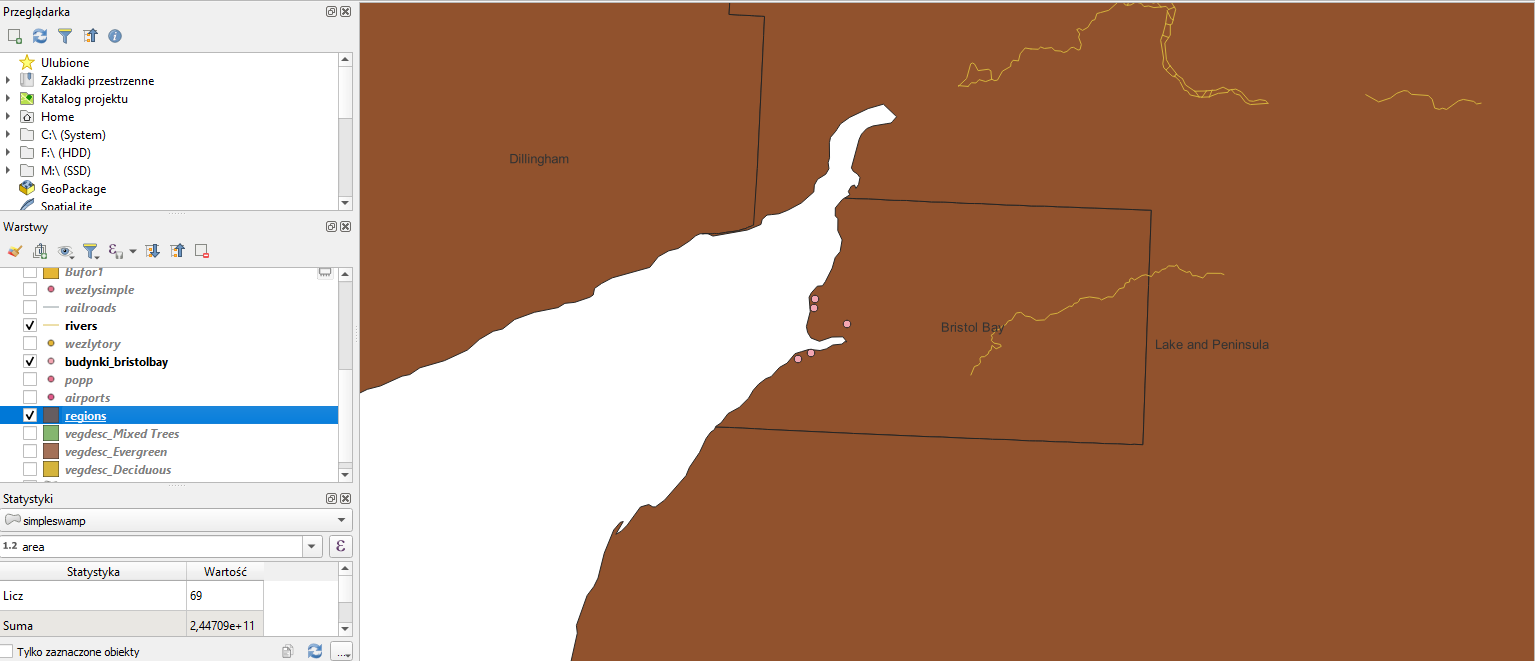 Przeglądarka
Ulubione
Zakładki przestrzenne
Katalog projektu
Home
C:\ (System)
F:\ (HDD)
M:\ (SSD)
GeoPackage
SpatiaLite
Warstwy
Bufor1
wezlysimple
railroads
rivers
wezlytory
budynki_bristolbay
popp
airports
regions
vegdesc_Mixed Trees
vegdesc_Evergreen
vegdesc_Deciduous
Statystyki
simpleswamp
1.2 area
ε
Statystyka Wartość
Licz 69
Suma 2,44709e+11
Tylko zaznaczone obiekty
...
Dillingham
Bristol Bay
Lake and Peninsula